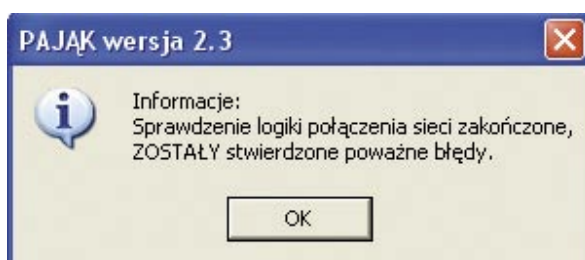 PAJĄK wersja 2.3
Informacje:
Sprawdzenie logiki połączenia sieci zakończone,
ZOSTAŁY stwierdzone poważne błędy.
OK